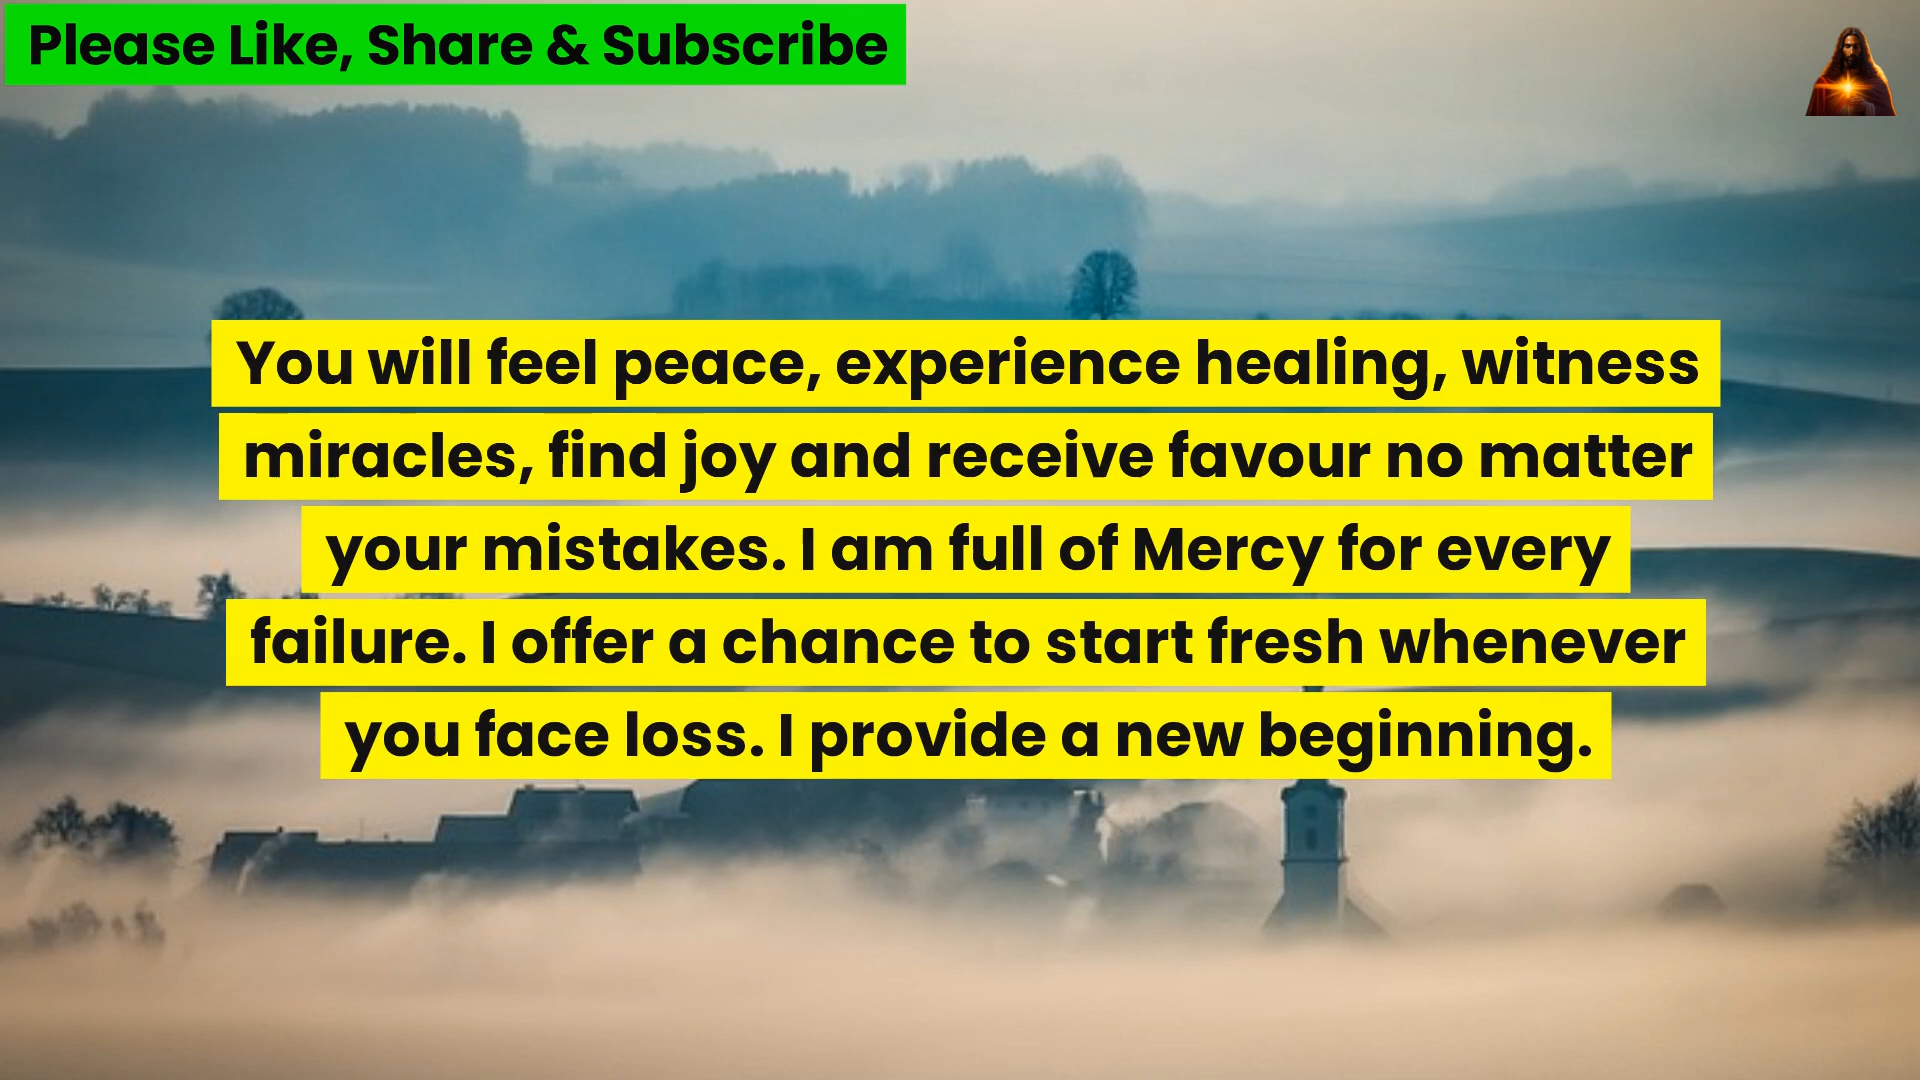 Please Like, Share & Subscribe
You will feel peace, experience healing, witness
miracles, find joy and receive favour no matter
your mistakes. I am full of Mercy for every
failure. I offer a chance to start fresh whenever
you face loss. I provide a new beginning.